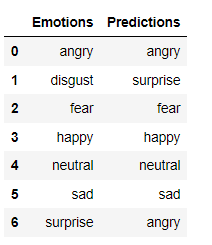 Emotions Predictions
0 angry angry
1 disgust surprise
2 fear fear
3 happy happy
4 neutral neutral
5 sad sad
6 surprise angry